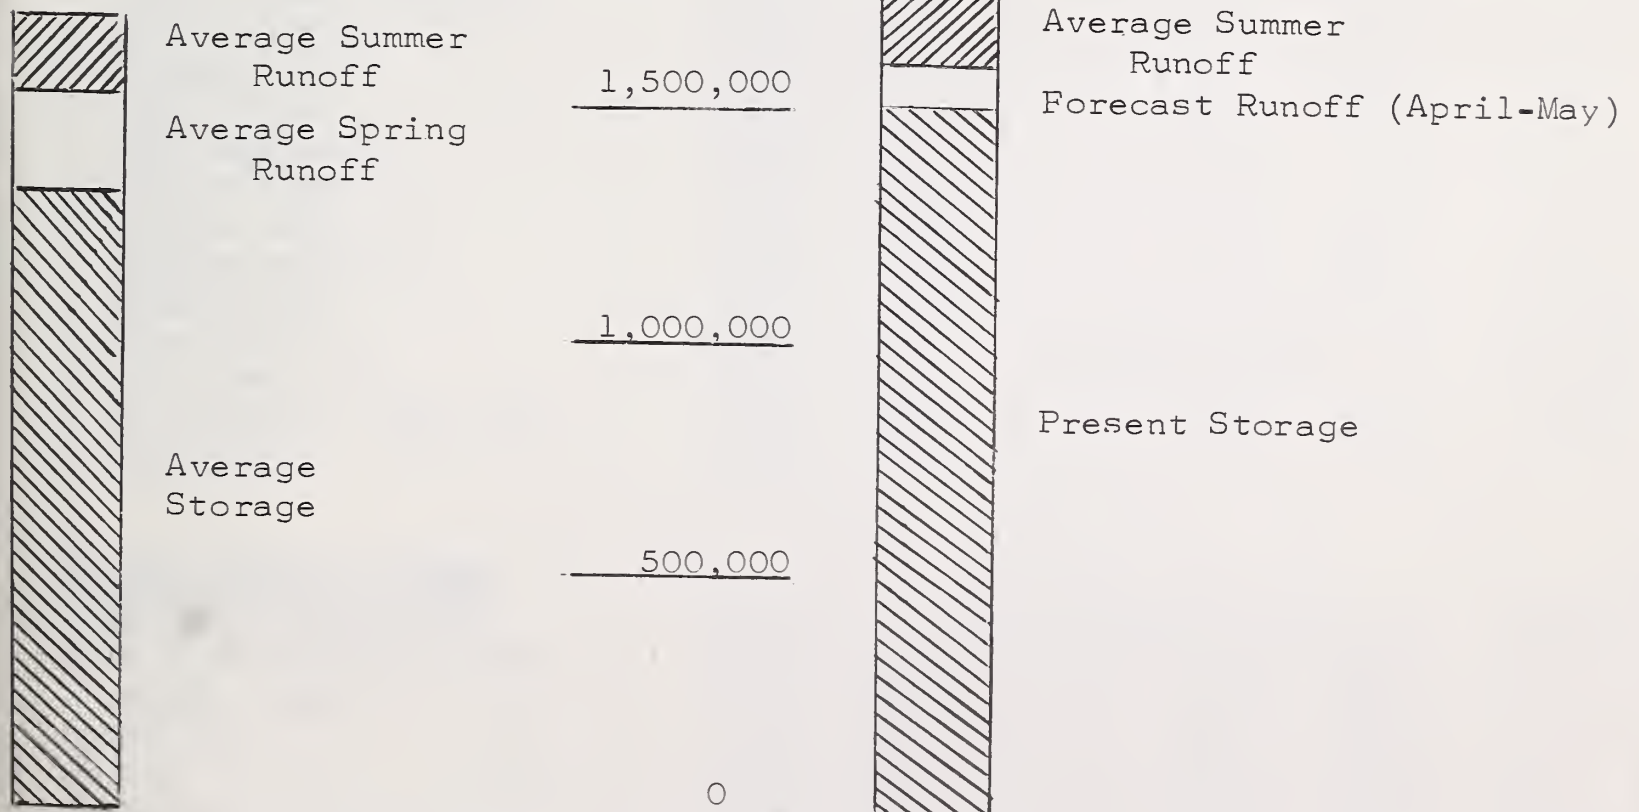 Average Summer
Runoff
Average Spring
Runoff
Average
Storage
1,500,000
1,000,000
500,000
0
Average Summer
Runoff
Forecast Runoff (April-May)
Present Storage